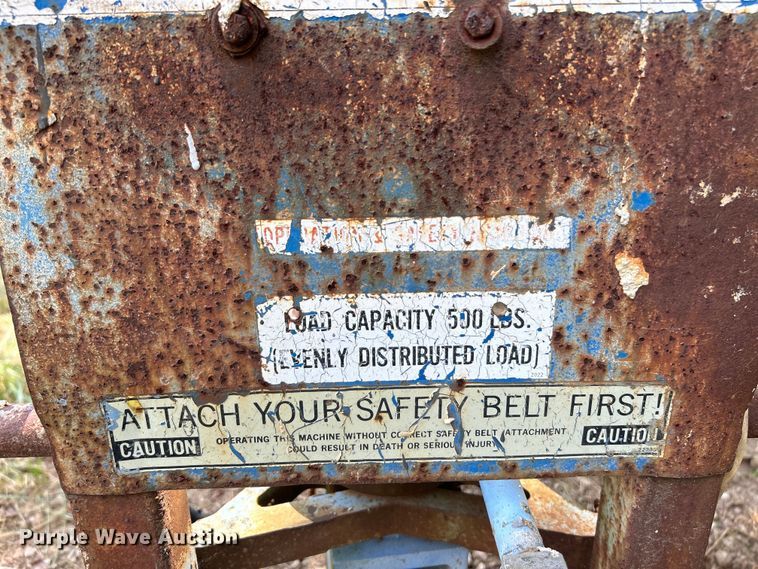 LOAD CAPACITY 500 LBS.
(EVENLY DISTRIBUTED LOAD)
2022
ATTACH YOUR SAFETY BELT FIRST!
CAUTION OPERATING THIS MACHINE WITHOUT CORRECT SAFETY BELT ATTACHMENT CAUTION
COULD RESULT IN DEATH OR SERIOUS INJURY
Purple Wave Auction